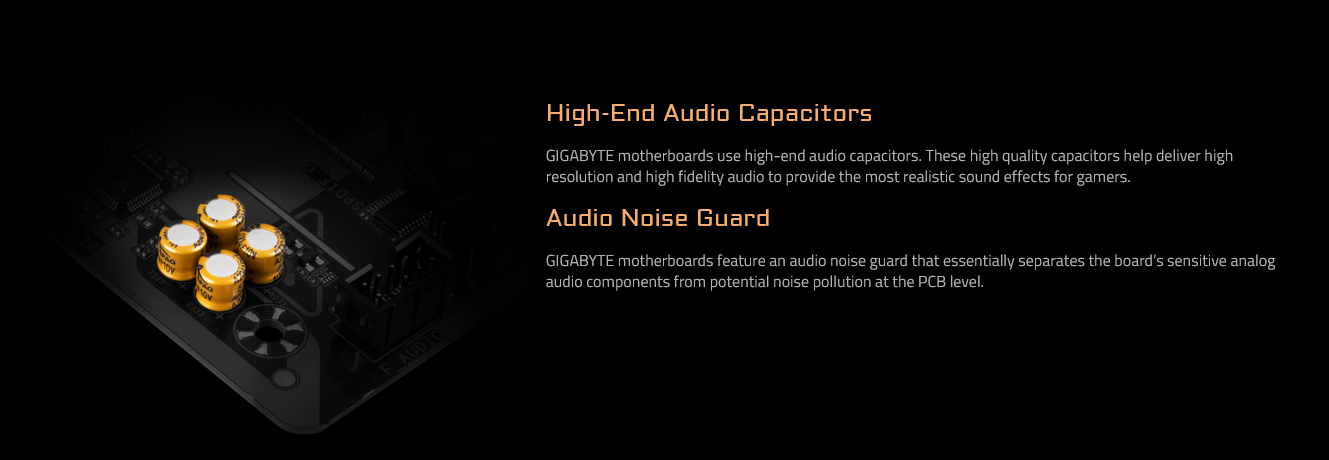 High-End Audio Capacitors
GIGABYTE motherboards use high-end audio capacitors. These high quality capacitors help deliver high
resolution and high fidelity audio to provide the most realistic sound effects for gamers.
Audio Noise Guard
GIGABYTE motherboards feature an audio noise guard that essentially separates the board’s sensitive analog
audio components from potential noise pollution at the PCB level.
F_AUDIO